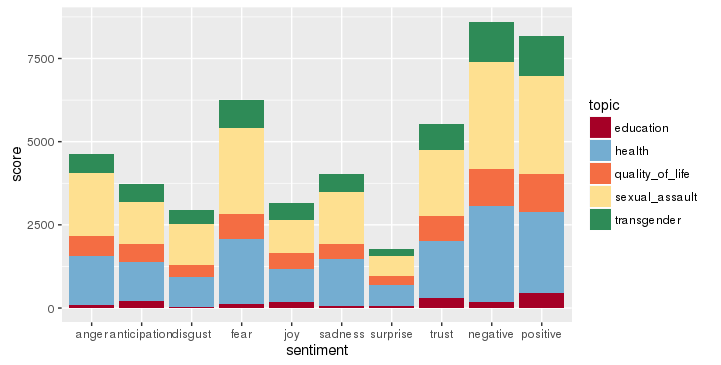 7500
5000
2500
0
score
anger anticipation disgust fear joy sadness surprise trust negative positive
sentiment
topic
education
health
quality_of_life
sexual_assault
transgender